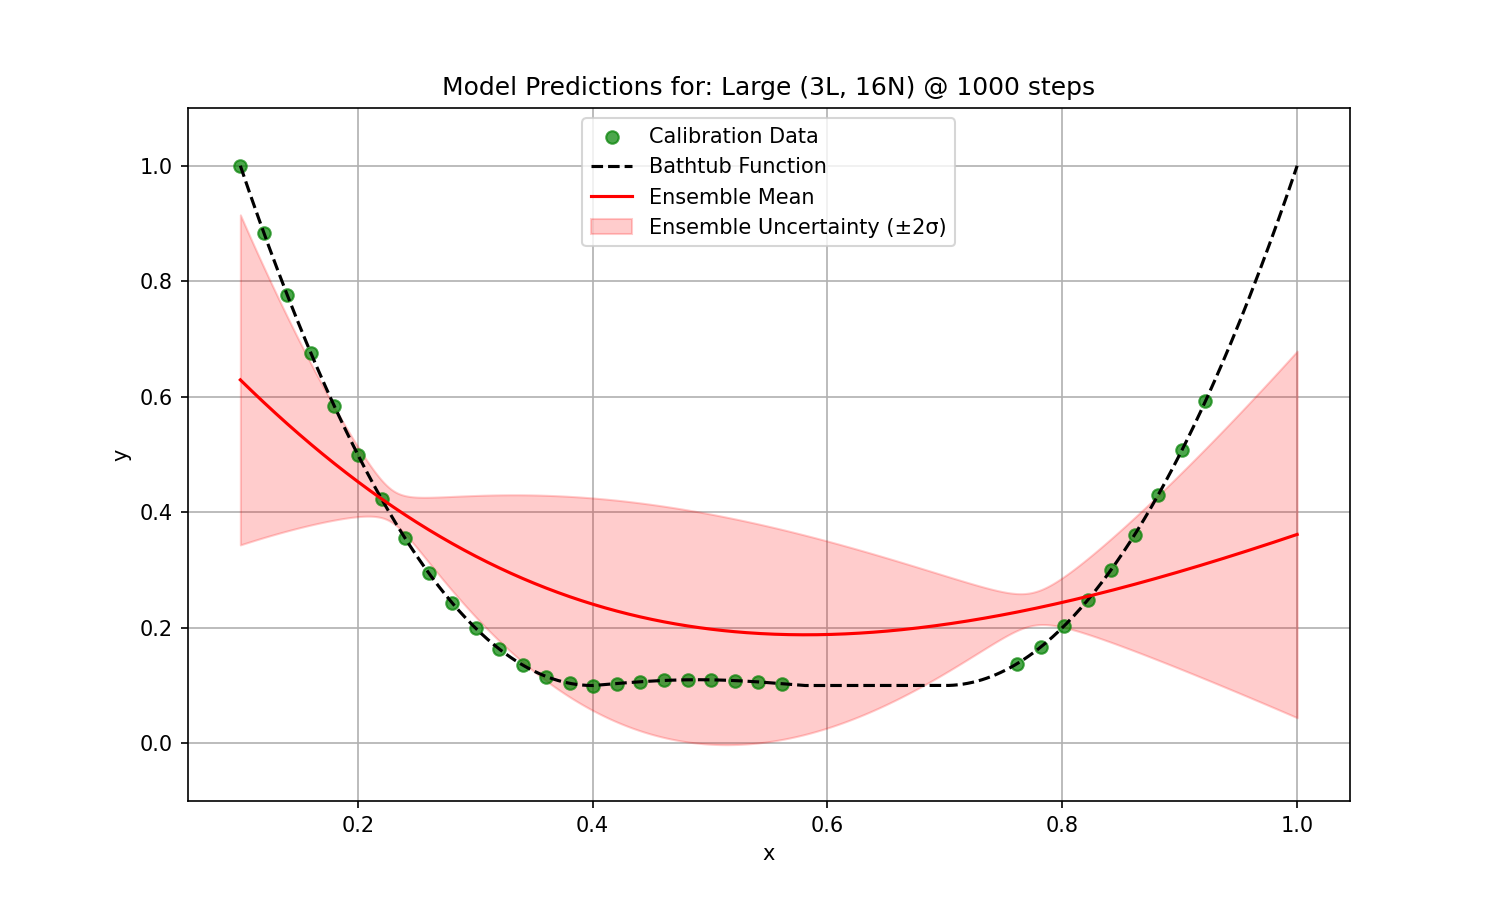 Model Predictions for: Large (3L, 16N) @ 1000 steps
Calibration Data
Bathtub Function
Ensemble Mean
Ensemble Uncertainty (±2σ)
1.0
0.8
0.6
0.4
0.2
0.0
y
0.2 0.4 0.6 0.8 1.0
x